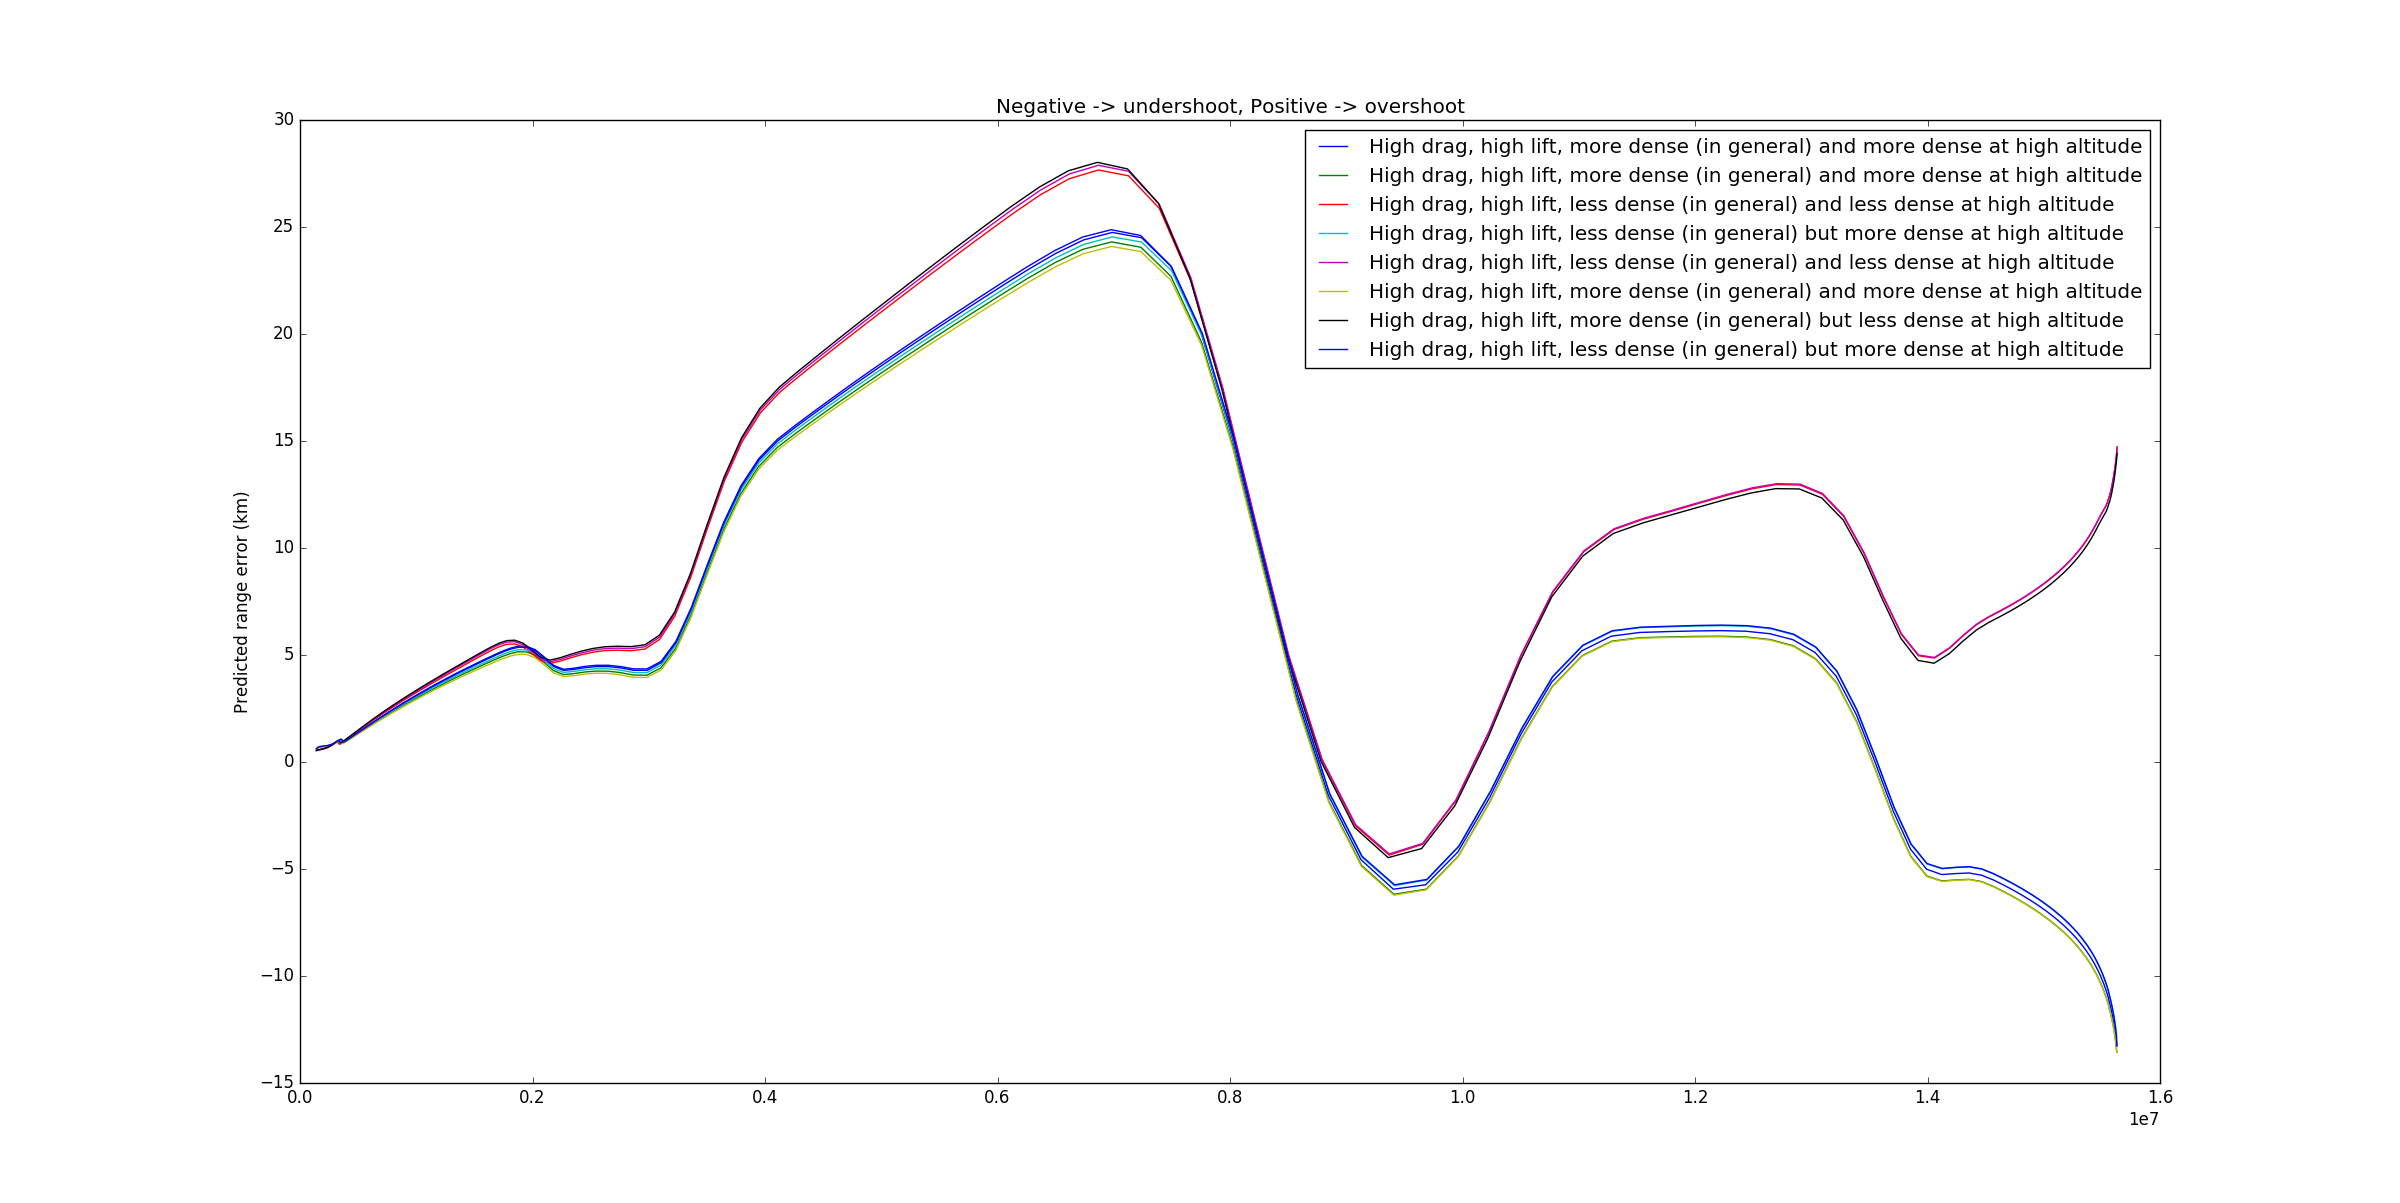 Negative -> undershoot, Positive -> overshoot
30
25
20
15
10
5
0
−5
−10
−15
Predicted range error (km)
High drag, high lift, more dense (in general) and more dense at high altitude
High drag, high lift, more dense (in general) and more dense at high altitude
High drag, high lift, less dense (in general) and less dense at high altitude
High drag, high lift, less dense (in general) but more dense at high altitude
High drag, high lift, less dense (in general) and less dense at high altitude
High drag, high lift, more dense (in general) and more dense at high altitude
High drag, high lift, more dense (in general) but less dense at high altitude
High drag, high lift, less dense (in general) but more dense at high altitude
0.0 0.2 0.4 0.6 0.8 1.0 1.2 1.4 1.6
1e7